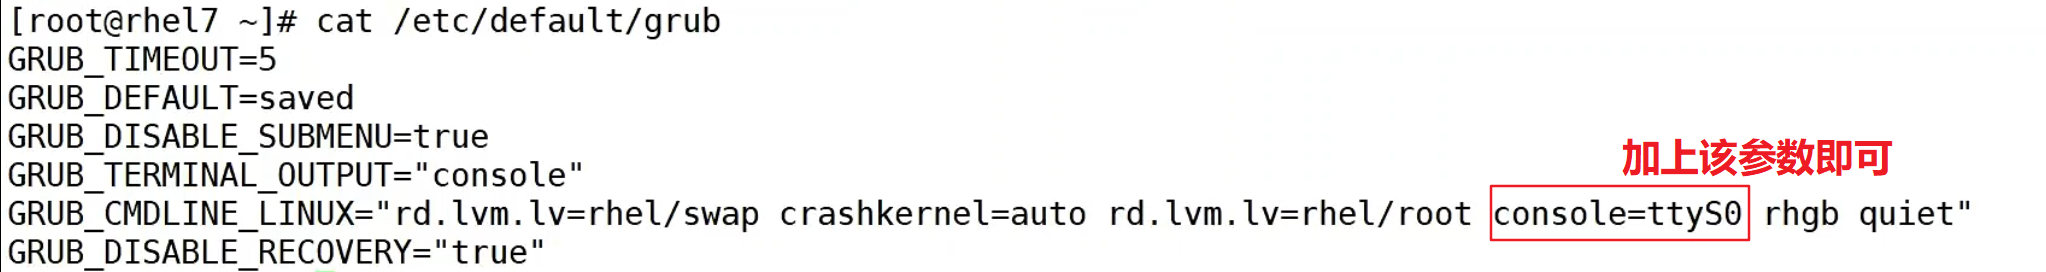 [root@rhel7 ~]# cat /etc/default/grub
GRUB_TIMEOUT=5
GRUB_DEFAULT=saved
GRUB_DISABLE_SUBMENU=true
GRUB_TERMINAL_OUTPUT="console"
加上该参数即可
GRUB_CMDLINE_LINUX="rd.lvm.lv=rhel/swap crashkernel=auto rd.lvm.lv=rhel/root console=ttyS0 rhgb quiet"
GRUB_DISABLE_RECOVERY="true"